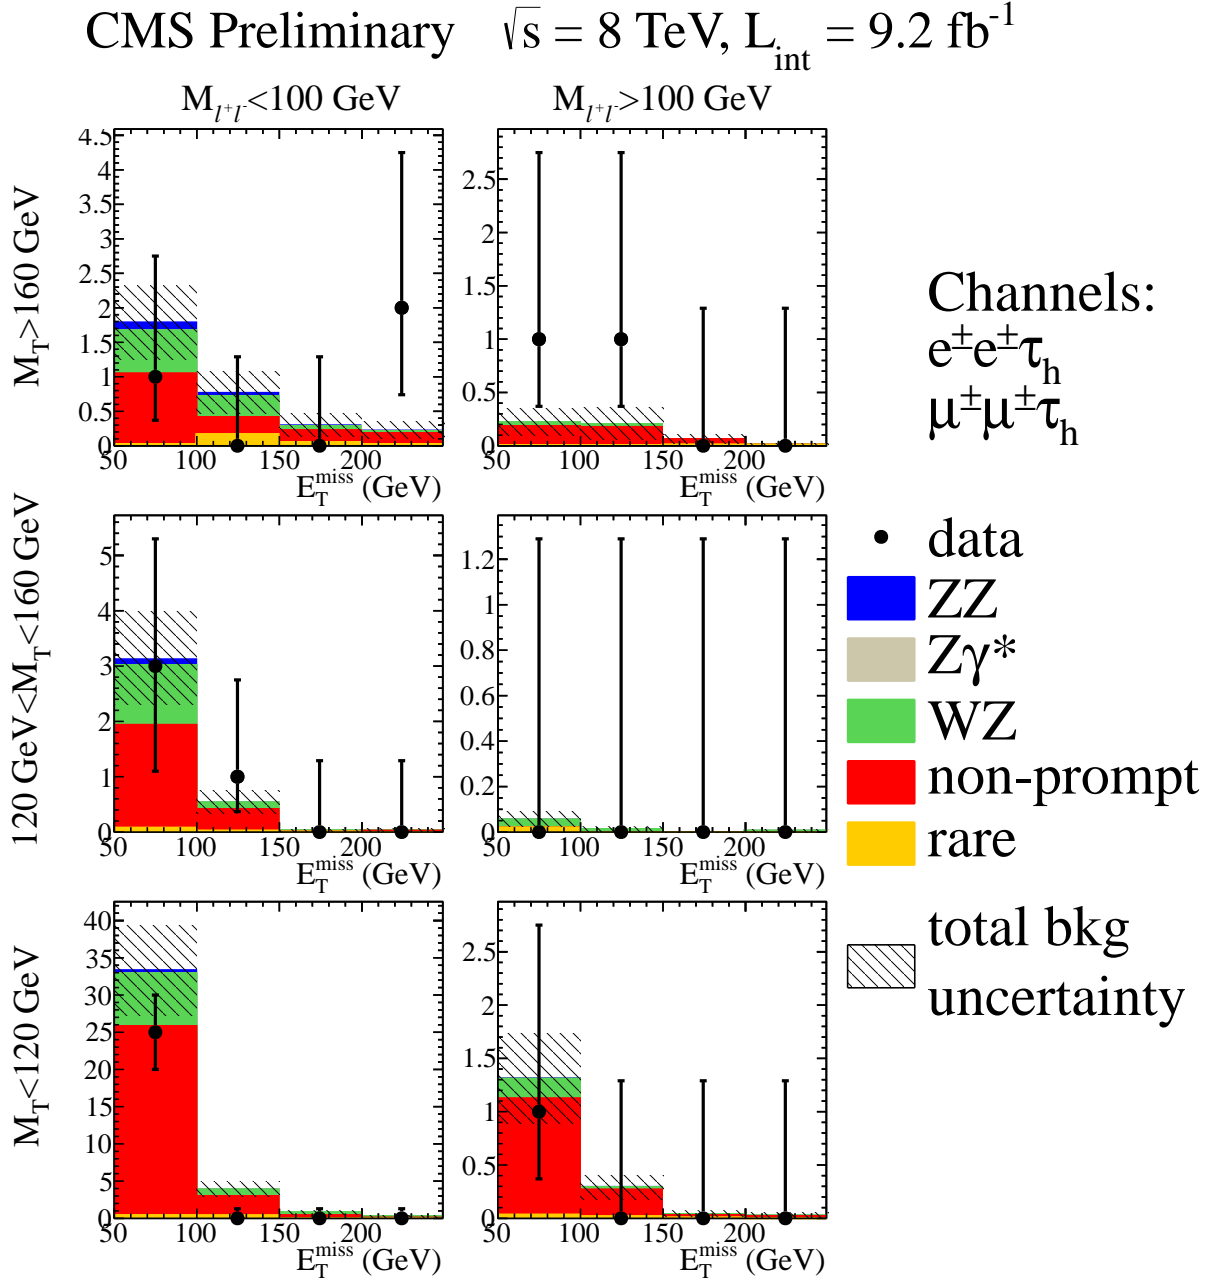 CMS Preliminary √s = 8 TeV, L_int = 9.2 fb⁻¹
M_l⁺l⁻<100 GeV
M_l⁺l⁻>100 GeV
M_T>160 GeV
4.5
4
3.5
3
2.5
2
1.5
1
0.5
0
50 100 150 200
E_T^miss (GeV)
2.5
2
1.5
1
0.5
0
50 100 150 200
E_T^miss (GeV)
Channels:
e±e±τ_h
μ±μ±τ_h
120 GeV<M_T<160 GeV
5
4
3
2
1
0
50 100 150 200
E_T^miss (GeV)
1.2
1
0.8
0.6
0.4
0.2
0
50 100 150 200
E_T^miss (GeV)
data
ZZ
Zγ*
WZ
non-prompt
rare
total bkg
uncertainty
M_T<120 GeV
40
35
30
25
20
15
10
5
0
50 100 150 200
E_T^miss (GeV)
2.5
2
1.5
1
0.5
0
50 100 150 200
E_T^miss (GeV)